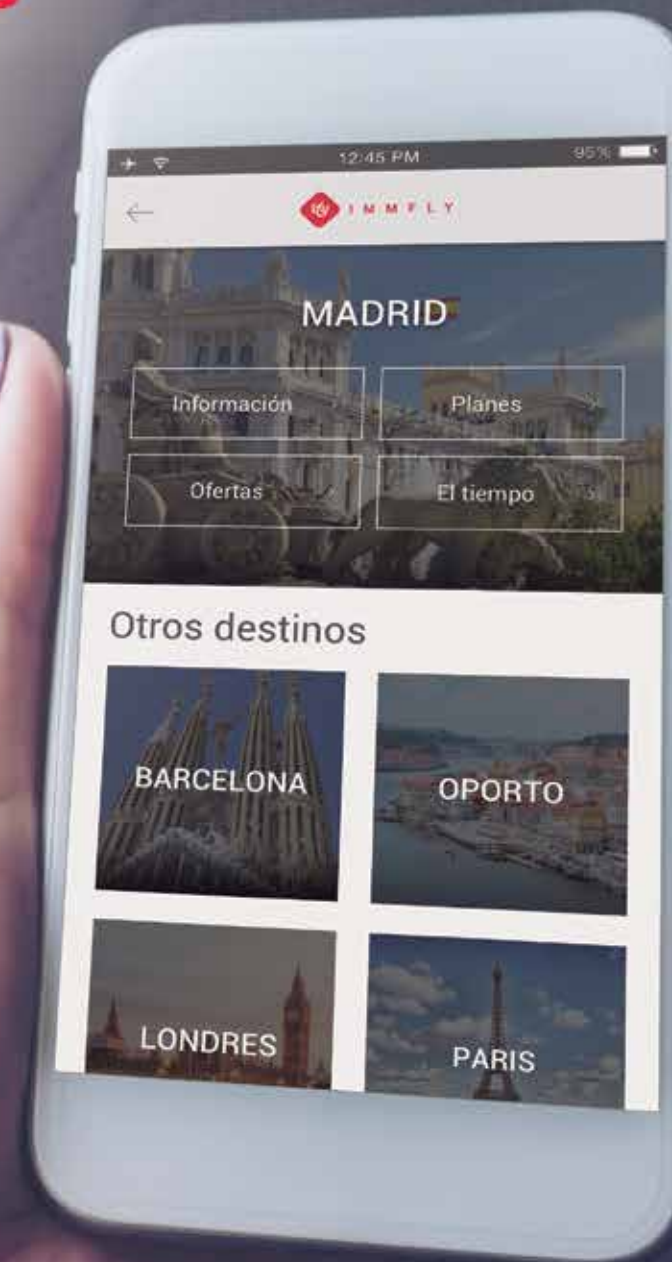 12:45 PM 95%
IMMFLY
MADRID
Información Planes
Ofertas El tiempo
Otros destinos
BARCELONA OPORTO
LONDRES PARIS